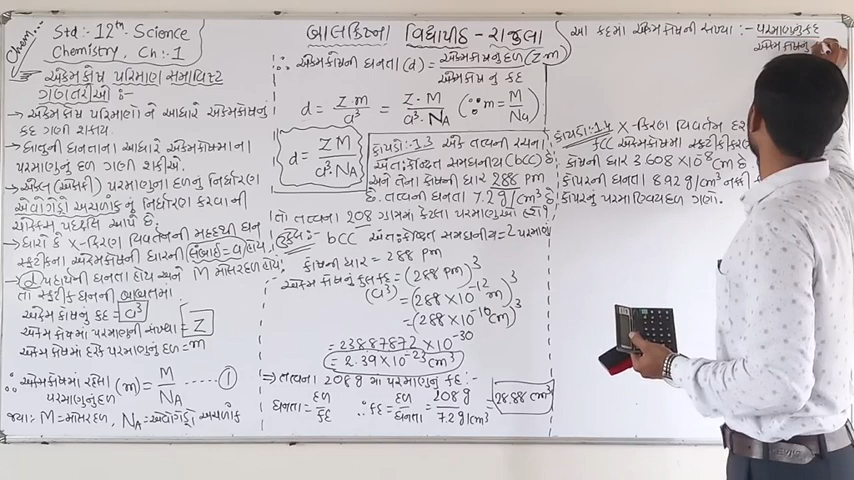 Chem...
Std: 12th Science
Chemistry, Ch: 1
બાલકિષ્ના વિદ્યાપીઠ - રાજુલા
એકમકોષ પરિમાણ સમાવિષ્ટ
ગણતરીઓ :-
→ એકમકોષ પરિમાણોને આધારે એકમકોષનું
કદ ગણી શકાય.
→ ધાતુની ઘનતાના આધારે એકમકોષમાંના
પરમાણુનું દળ ગણી શકીએ.
→ એકલ (એકાકી) પરમાણુના દળનું નિર્ધારણ
એવોગેડ્રો અચળાંકનું નિર્ધારણ કરવાની
ચોક્કસ પદ્ધતિ આપે છે.
→ ધારો કે X-કિરણ વિવર્તનની મદદથી ઘન
સ્ફટિકના એકમકોષની ધારની લંબાઈ = a હોય,
→ d પદાર્થની ઘનતા હોય અને M મોલરદળ હોય
તો સ્ફટિક ઘનની બાબતમાં
એકમકોષનું કદ = a³
એકમકોષમાં પરમાણુની સંખ્યા = Z
એકમકોષમાં દરેક પરમાણુનું દળ = m
∴ એકમકોષમાં રહેલા પરમાણુનું દળ (m) = M / NA ------ ①
જ્યાં: M = મોલરદળ, NA = એવોગેડ્રો અચળાંક
∴ એકમકોષની ઘનતા (d) = એકમકોષનું દળ (Z·m) / એકમકોષનું કદ
d = Z·m / a³ = Z·M / a³·NA (∵ m = M / NA)
d = ZM / a³·NA
કોયડો: 1.3 એક તત્વની રચના
અંત:કેન્દ્રિત સમઘનીય (bCC) છે
અને તેના કોષની ધાર 288 pm
છે. તત્વની ઘનતા 7.2 g/cm³ છે
તો તત્વના 208 ગ્રામમાં કેટલા પરમાણુઓ હશે?
ઉકેલ:- bCC અંત:કેન્દ્રિત સમઘનીય = 2 પરમાણુ
કોષની ધાર = 288 pm
એકમકોષનું કુલ કદ = (288 pm)³
(a³) = (288 × 10⁻¹² m)³
= (288 × 10⁻¹⁰ cm)³
= 23887872 × 10⁻³⁰
= 2.39 × 10⁻²³ cm³
⇒ તત્વના 208 g માં પરમાણુનું કદ:-
ઘનતા = દળ / કદ ∴ કદ = દળ / ઘનતા = 208 g / 7.2 g/cm³ = 28.88 cm³
આ કદમાં એકમકોષની સંખ્યા :- પરમાણુનું કદ / એકમકોષનું
કોયડો: 1.4 X-કિરણ વિવર્તન
fCC એકમકોષમાં સ્ફટિકીકરણ
કોષની ધાર 3.608 × 10⁻⁸ cm છે.
કોપરની ઘનતા 8.92 g/cm³ નક્કી
કોપરનું પરમાણ્વિયદળ ગણો.